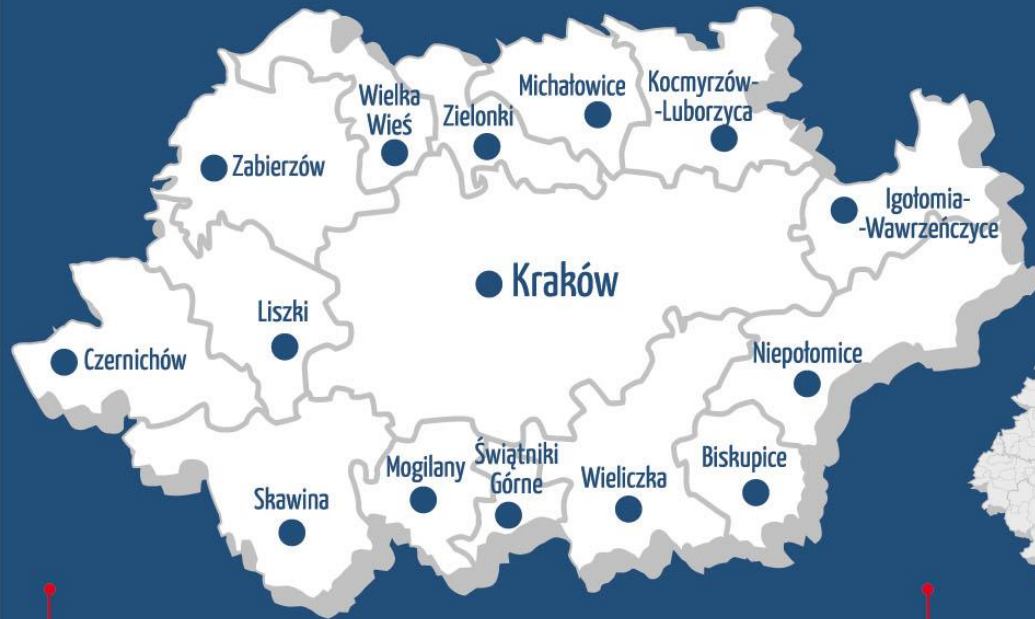 Wielka
Wieś
Zielonki
Michałowice
Kocmyrzów-
-Luborzyca
Zabierzów
Igołomia-
-Wawrzeńczyce
Kraków
Liszki
Czernichów
Niepołomice
Skawina
Mogilany
Świątniki
Górne
Wieliczka
Biskupice